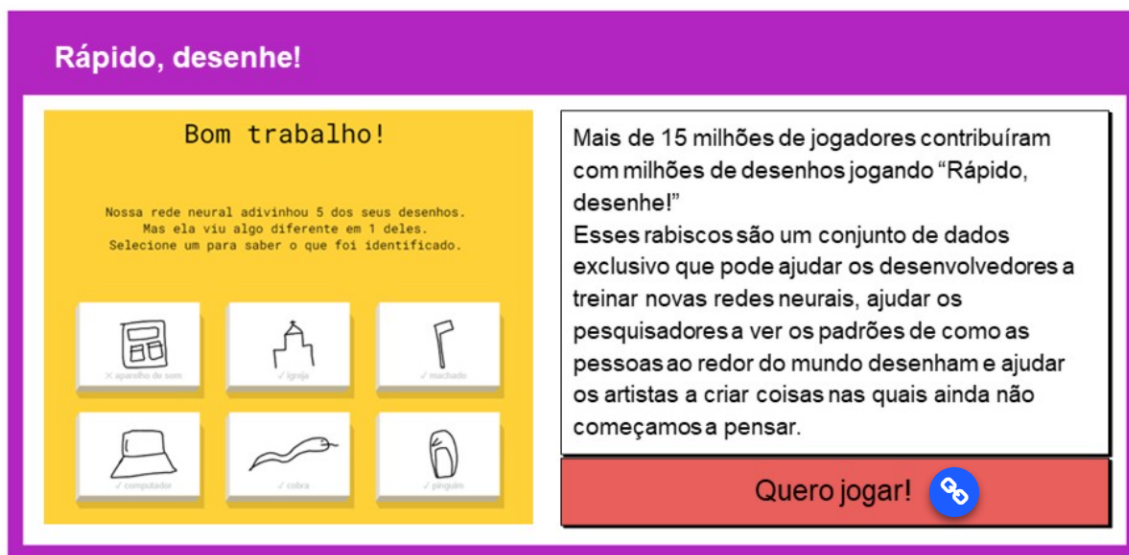 Rápido, desenhe!
Bom trabalho!
Nossa rede neural adivinhou 5 dos seus desenhos.
Mas ela viu algo diferente em 1 deles.
Selecione um para saber o que foi identificado.
✕ aparelho de som
✓ igreja
✓ machado
✓ computador
✓ cobra
✓ pinguim
Mais de 15 milhões de jogadores contribuíram
com milhões de desenhos jogando “Rápido,
desenhe!”
Esses rabiscos são um conjunto de dados
exclusivo que pode ajudar os desenvolvedores a
treinar novas redes neurais, ajudar os
pesquisadores a ver os padrões de como as
pessoas ao redor do mundo desenham e ajudar
os artistas a criar coisas nas quais ainda não
começamos a pensar.
Quero jogar!